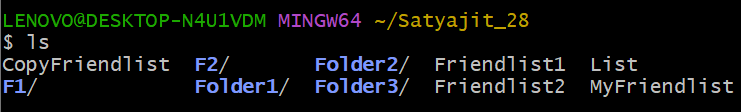 LENOVO@DESKTOP-N4U1VDM MINGW64 ~/Satyajit_28
$ ls
CopyFriendlist  F2/       Folder2/  Friendlist1  List
F1/             Folder1/  Folder3/  Friendlist2  MyFriendlist